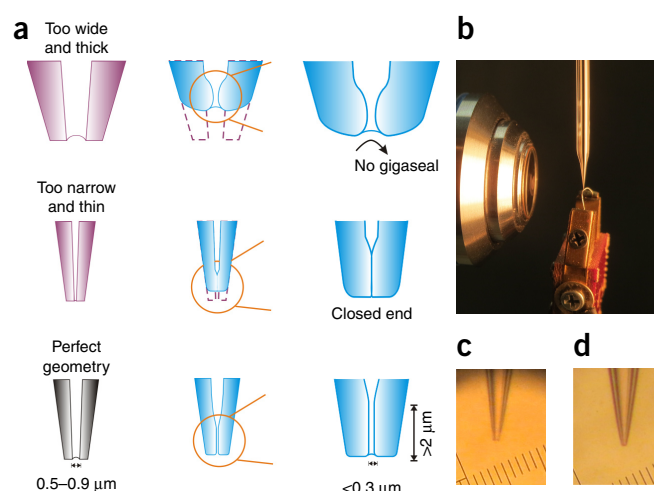 a
Too wide
and thick
No gigaseal
Too narrow
and thin
Closed end
Perfect
geometry
0.5–0.9 µm
>2 µm
<0.3 µm
b
c
d